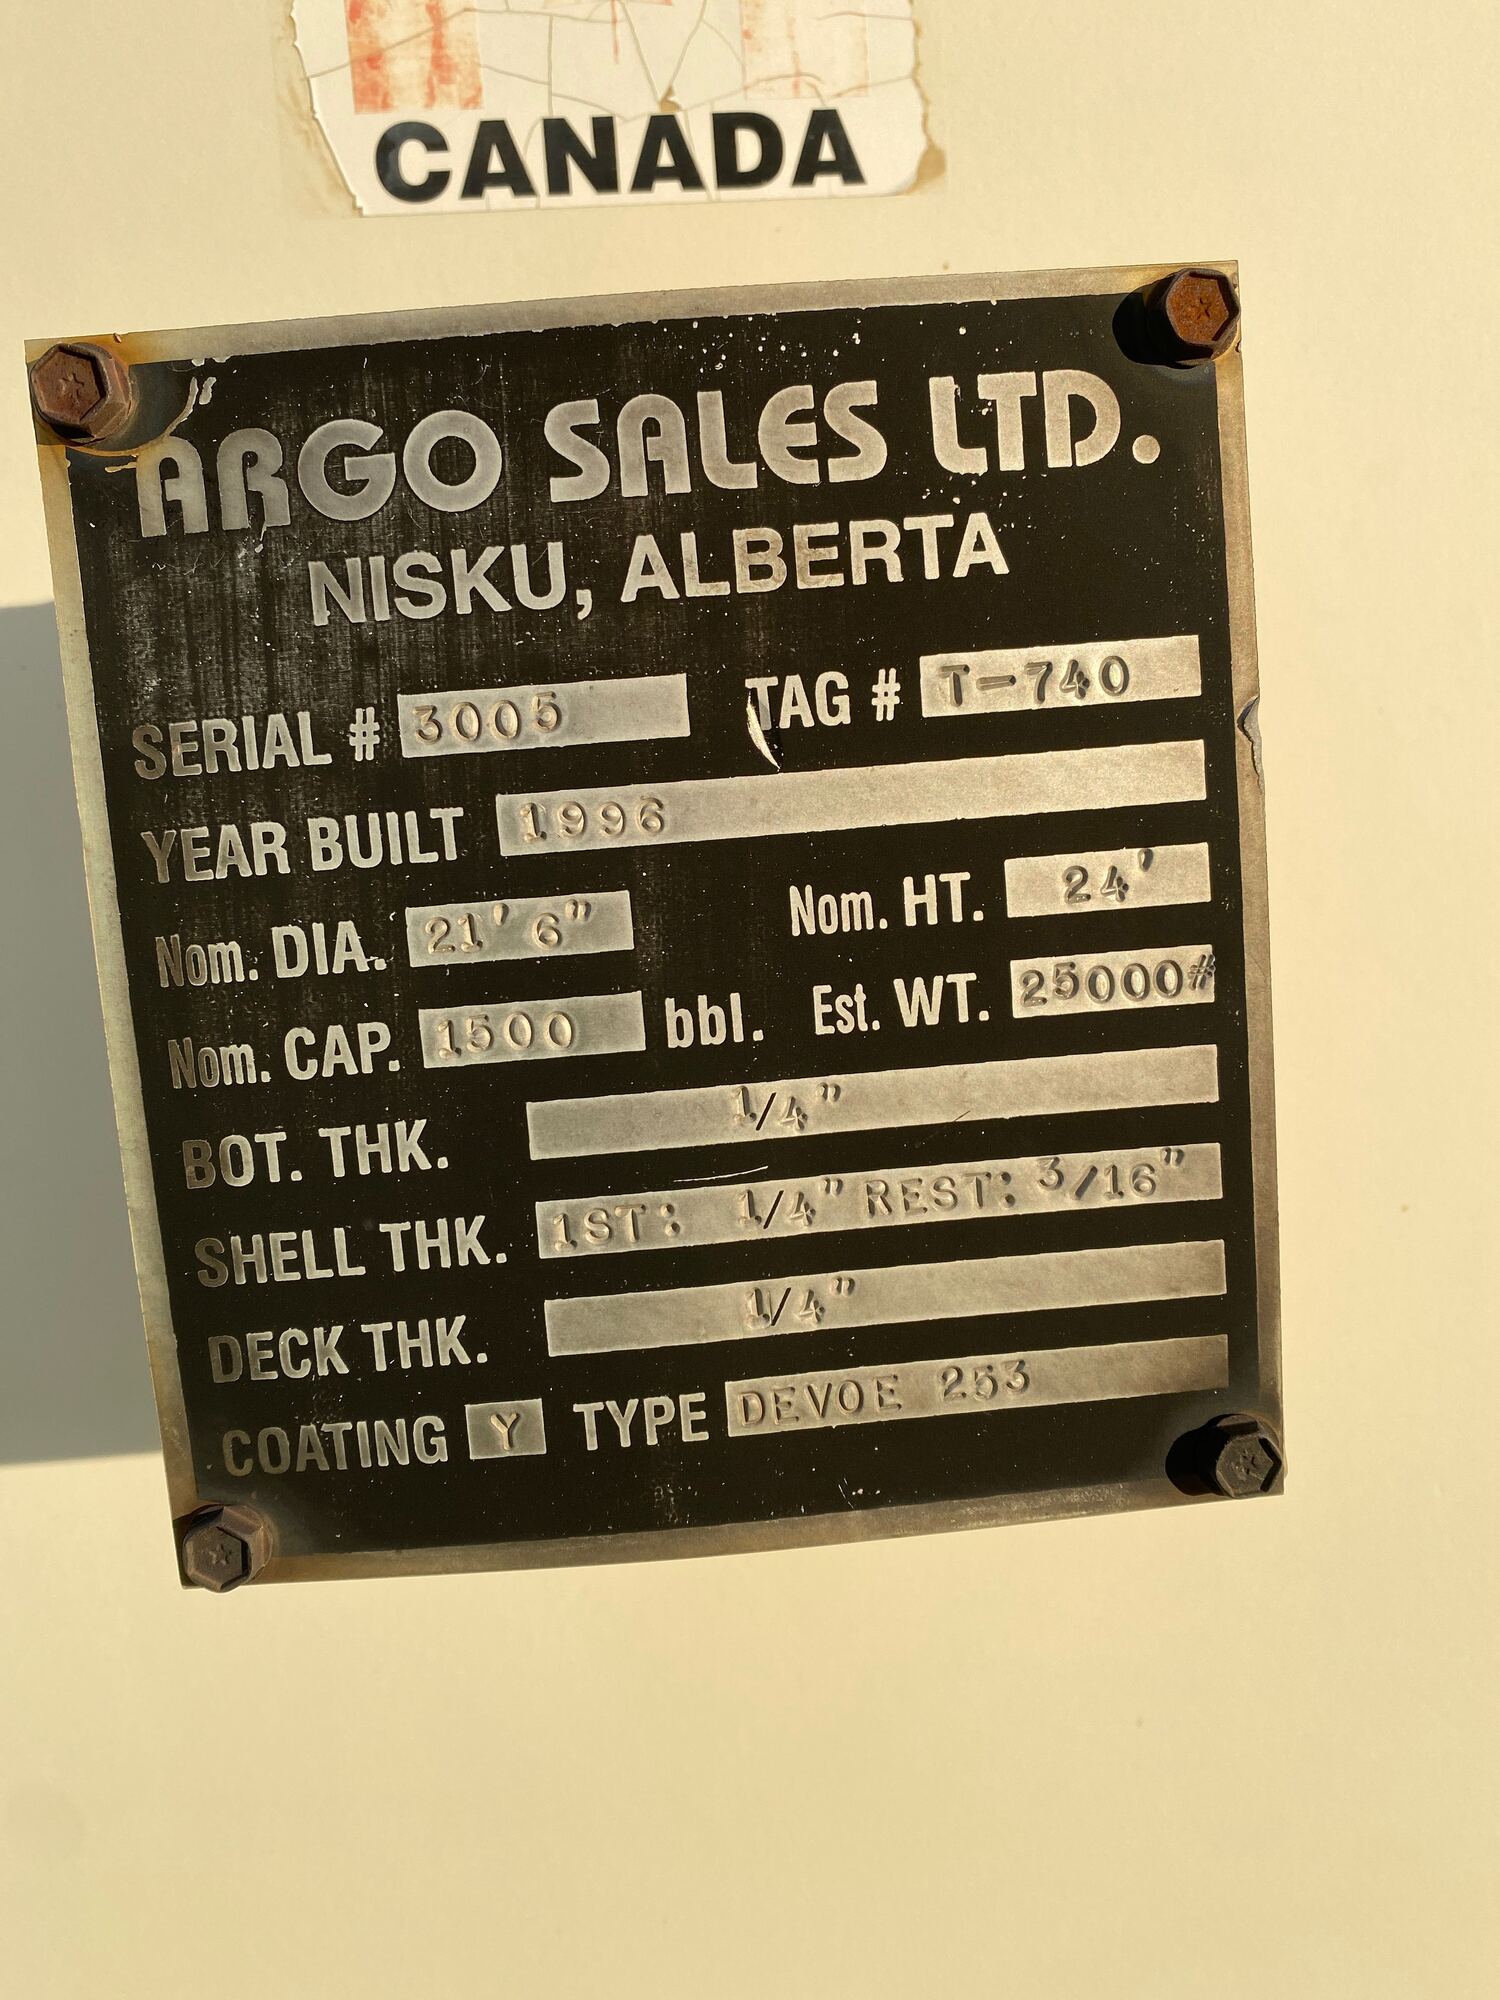 CANADA
ARGO SALES LTD.
NISKU, ALBERTA
SERIAL # 3005 TAG # T-740
YEAR BUILT 1996
Nom. DIA. 21' 6" Nom. HT. 24'
Nom. CAP. 1500 bbl. Est. WT. 25000#
BOT. THK. 1/4"
SHELL THK. 1ST: 1/4" REST: 3/16"
DECK THK. 1/4"
COATING Y TYPE DEVOE 253